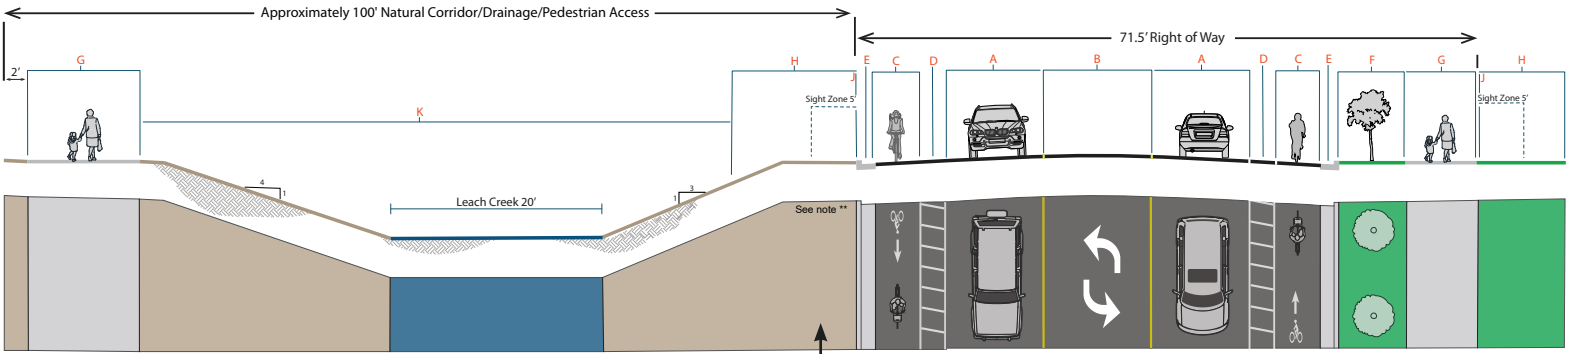 Approximately 100' Natural Corridor/Drainage/Pedestrian Access
71.5' Right of Way
2' G K H J E C D A B A D C E F G J H
Sight Zone 5'
Sight Zone 5'
4
1
3
1
Leach Creek 20'
See note **